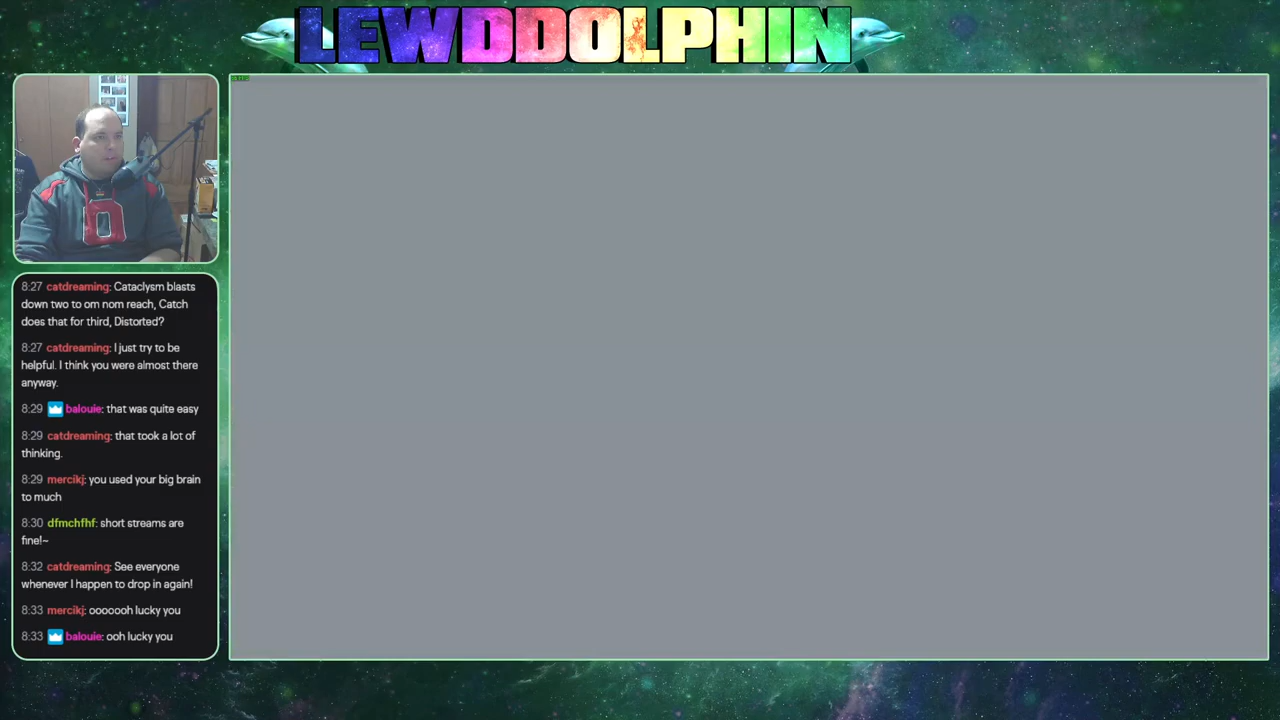 LEWDDOLPHIN
8:27 catdreaming: Cataclysm blasts
down two to om nom reach, Catch
does that for third, Distorted?
8:27 catdreaming: I just try to be
helpful. I think you were almost there
anyway.
8:29 balouie: that was quite easy
8:29 catdreaming: that took a lot of
thinking.
8:29 mercikj: you used your big brain
to much
8:30 dfmchfhf: short streams are
fine!~
8:32 catdreaming: See everyone
whenever I happen to drop in again!
8:33 mercikj: ooooooh lucky you
8:33 balouie: ooh lucky you
O